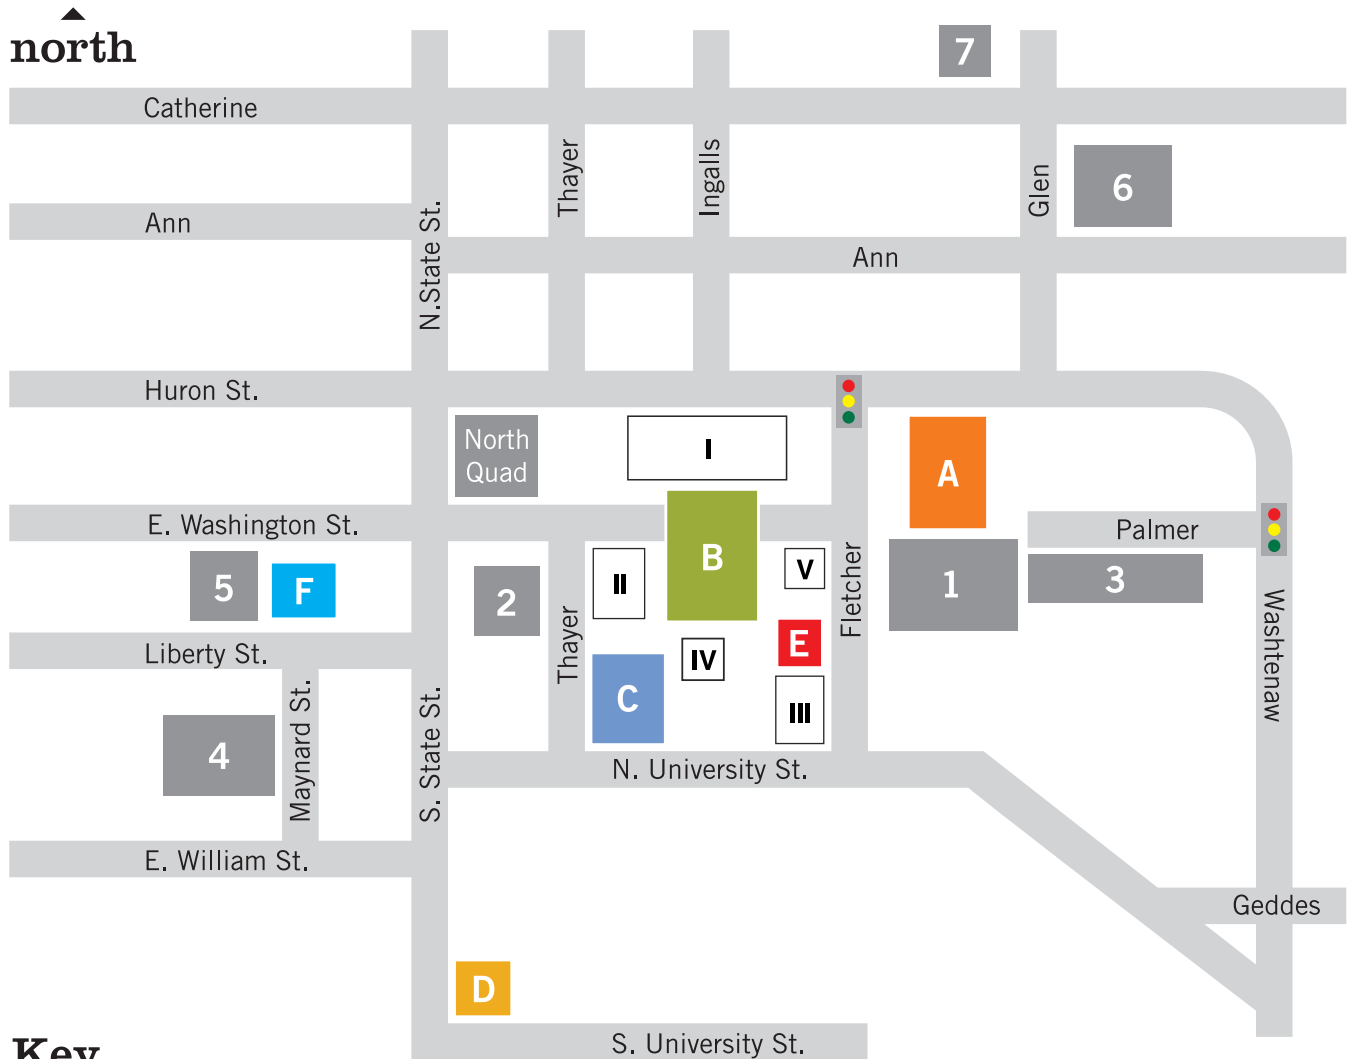 north
7
Catherine
Thayer
Ingalls
Glen
6
Ann
N.State St.
Ann
Huron St.
North
Quad
I
A
E. Washington St.
B
Palmer
5
F
2
II
V
Fletcher
1
3
Washtenaw
Liberty St.
Thayer
IV
E
C
III
4
Maynard St.
S. State St.
N. University St.
E. William St.
Geddes
D
Key
S. University St.